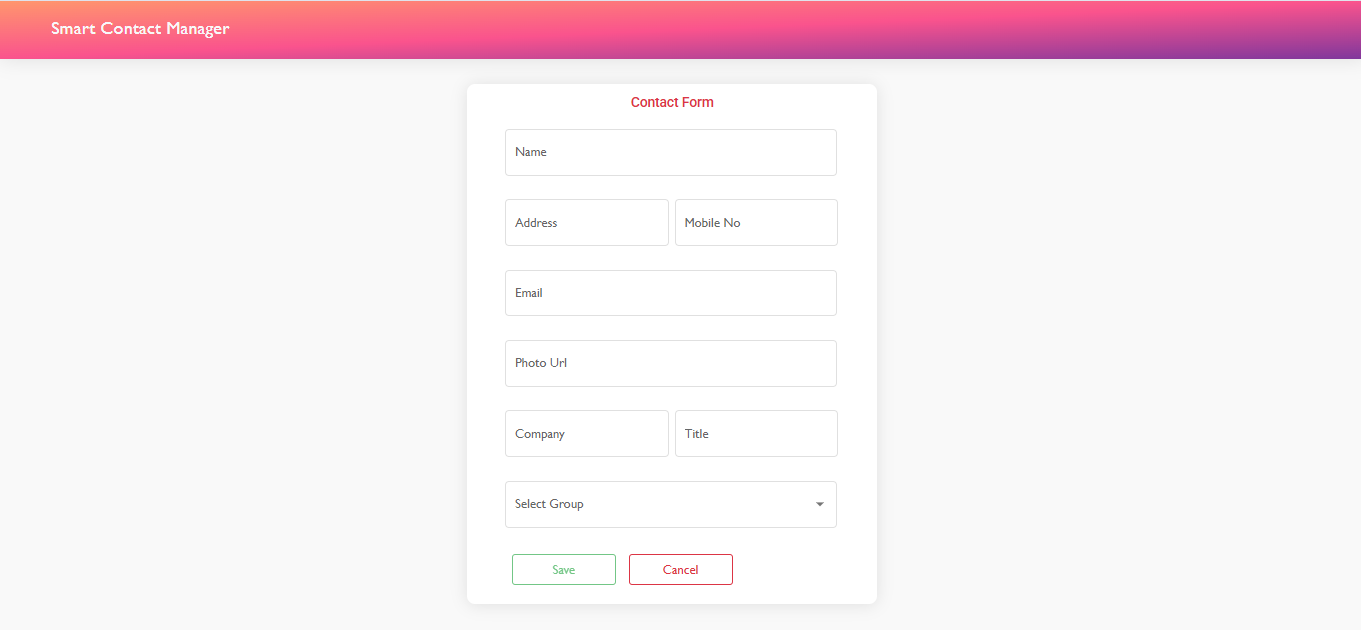 Smart Contact Manager
Contact Form
Name
Address Mobile No
Email
Photo Url
Company Title
Select Group
Save Cancel